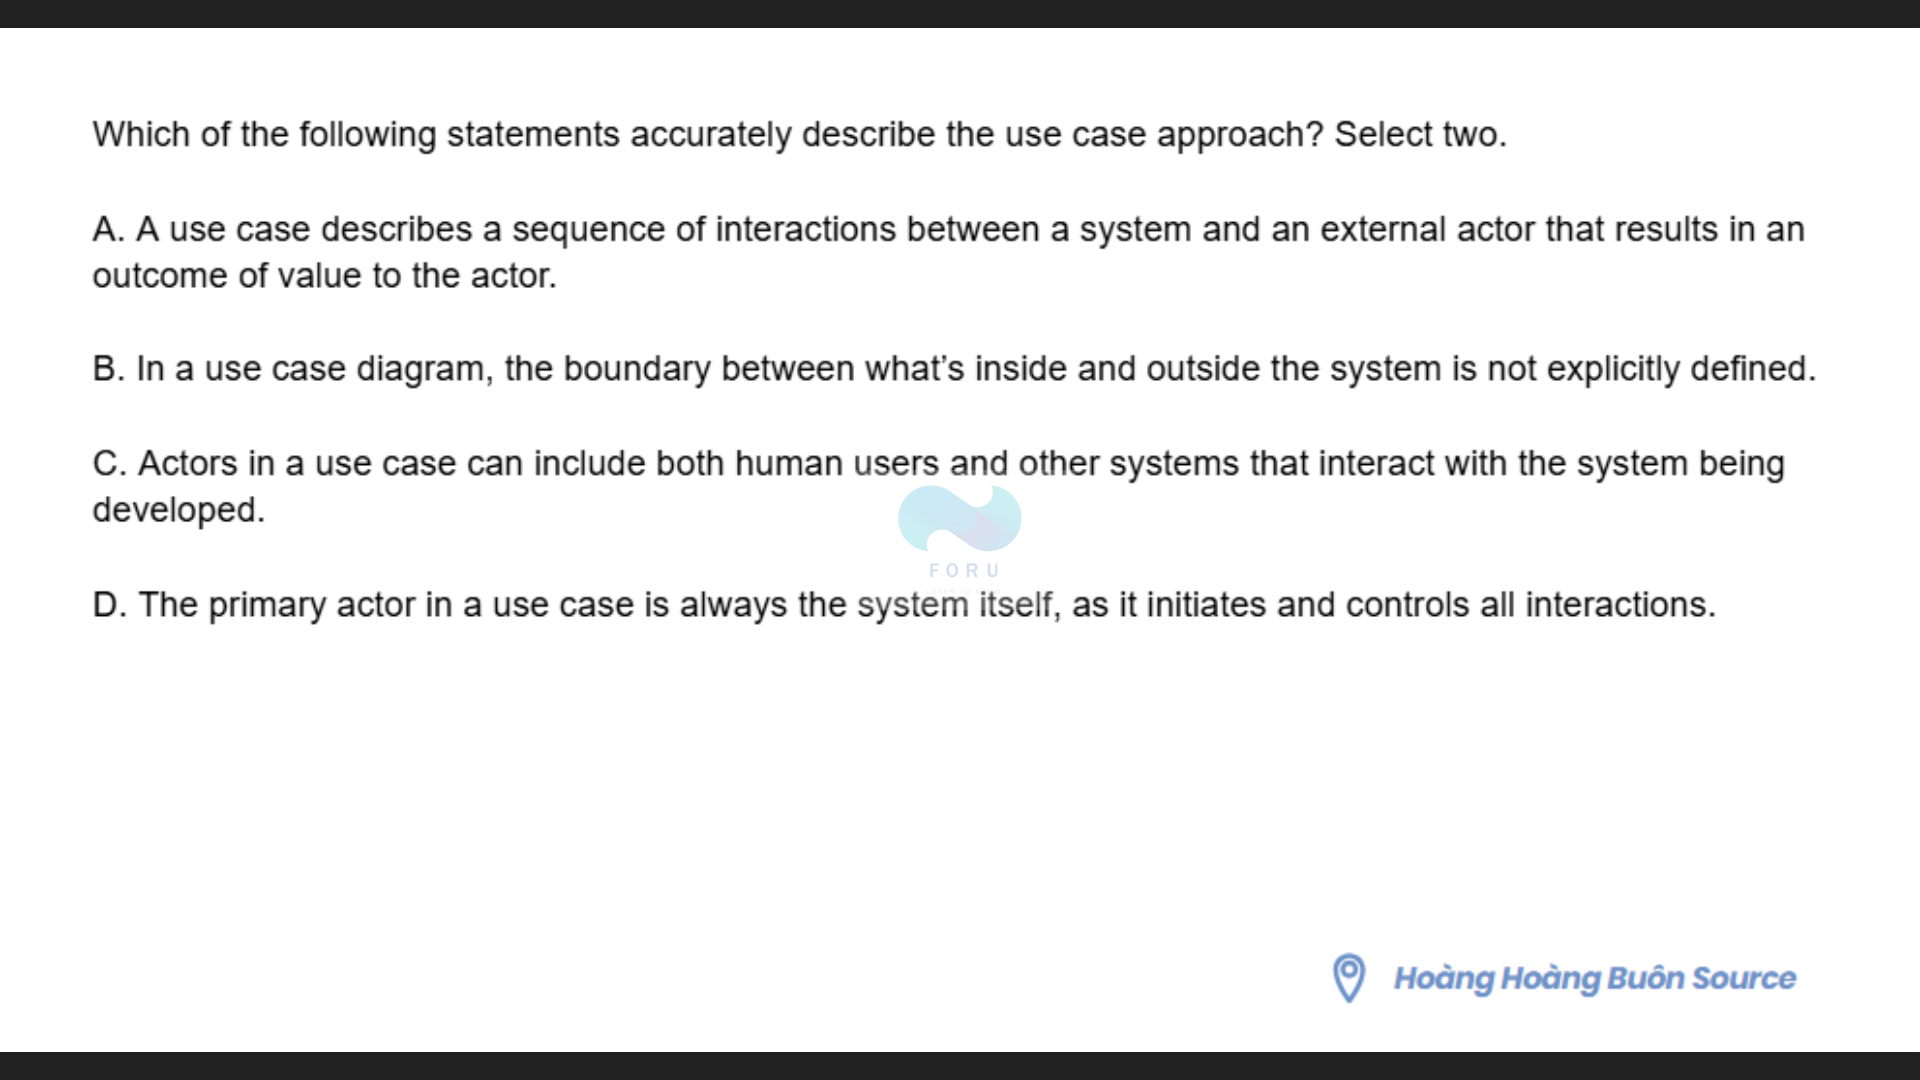 Which of the following statements accurately describe the use case approach? Select two.
A. A use case describes a sequence of interactions between a system and an external actor that results in an
outcome of value to the actor.
B. In a use case diagram, the boundary between what’s inside and outside the system is not explicitly defined.
C. Actors in a use case can include both human users and other systems that interact with the system being
developed.
FORU
D. The primary actor in a use case is always the system itself, as it initiates and controls all interactions.
Hoàng Hoàng Buôn Source